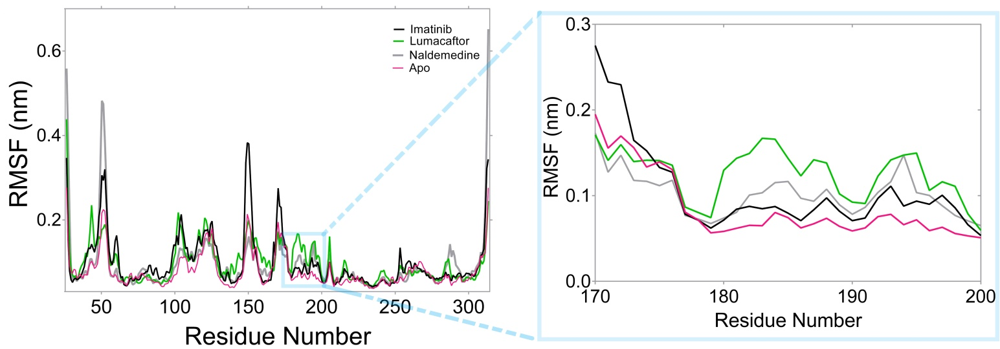 RMSF (nm)
0.6
0.4
0.2
50
100
150
200
250
300
Residue Number
Imatinib
Lumacaftor
Naldemedine
Apo
RMSF (nm)
0.3
0.2
0.1
0.0
170
180
190
200
Residue Number